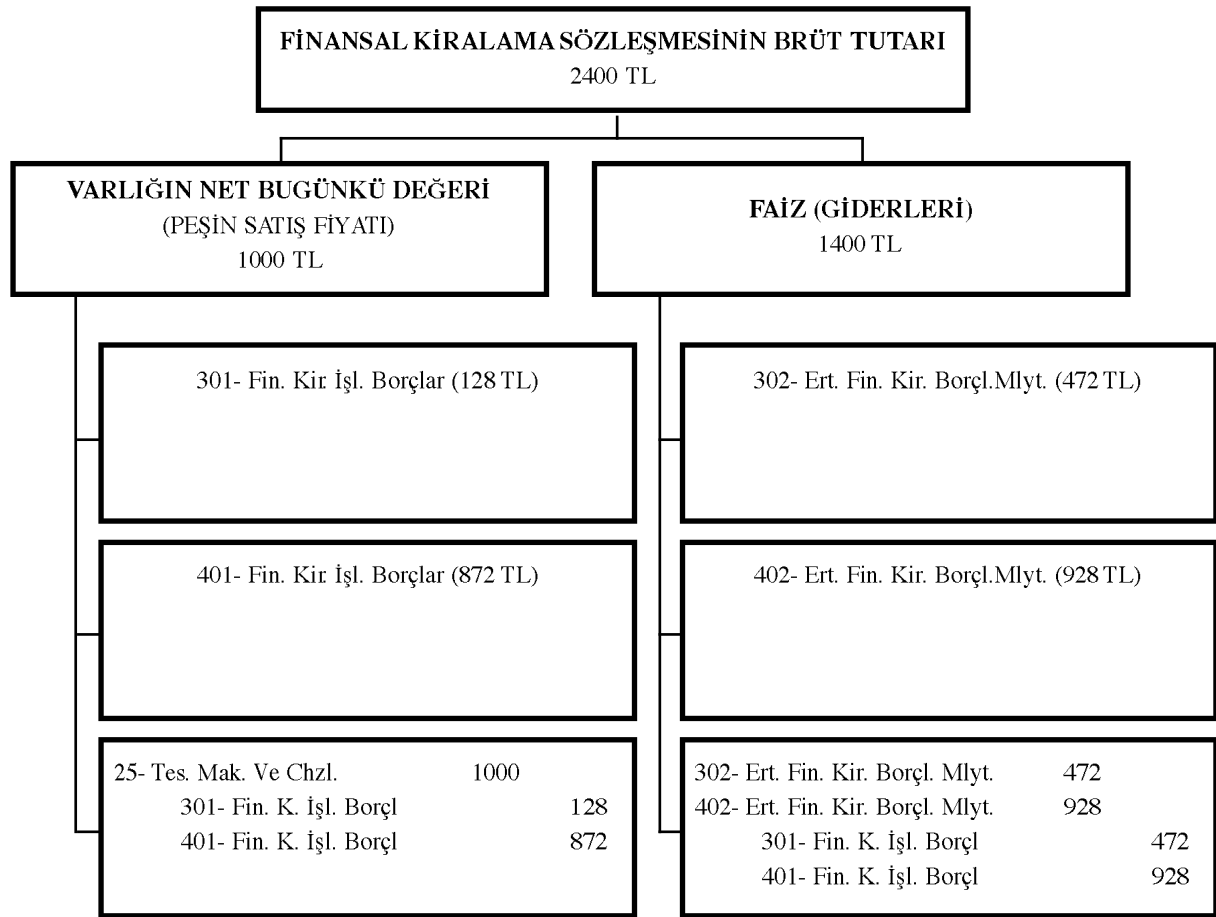 FİNANSAL KİRALAMA SÖZLEŞMESİNİN BRÜT TUTARI
2400 TL
VARLIĞIN NET BUGÜNKÜ DEĞERİ
(PEŞİN SATIŞ FİYATI)
1000 TL
FAİZ (GİDERLERİ)
1400 TL
301- Fin. Kir. İşl. Borçlar (128 TL)
302- Ert. Fin. Kir. Borçl.Mlyt. (472 TL)
401- Fin. Kir. İşl. Borçlar (872 TL)
402- Ert. Fin. Kir. Borçl.Mlyt. (928 TL)
25- Tes. Mak. Ve Chzl. 1000
301- Fin. K. İşl. Borçl 128
401- Fin. K. İşl. Borçl 872
302- Ert. Fin. Kir. Borçl. Mlyt. 472
402- Ert. Fin. Kir. Borçl. Mlyt. 928
301- Fin. K. İşl. Borçl 472
401- Fin. K. İşl. Borçl 928